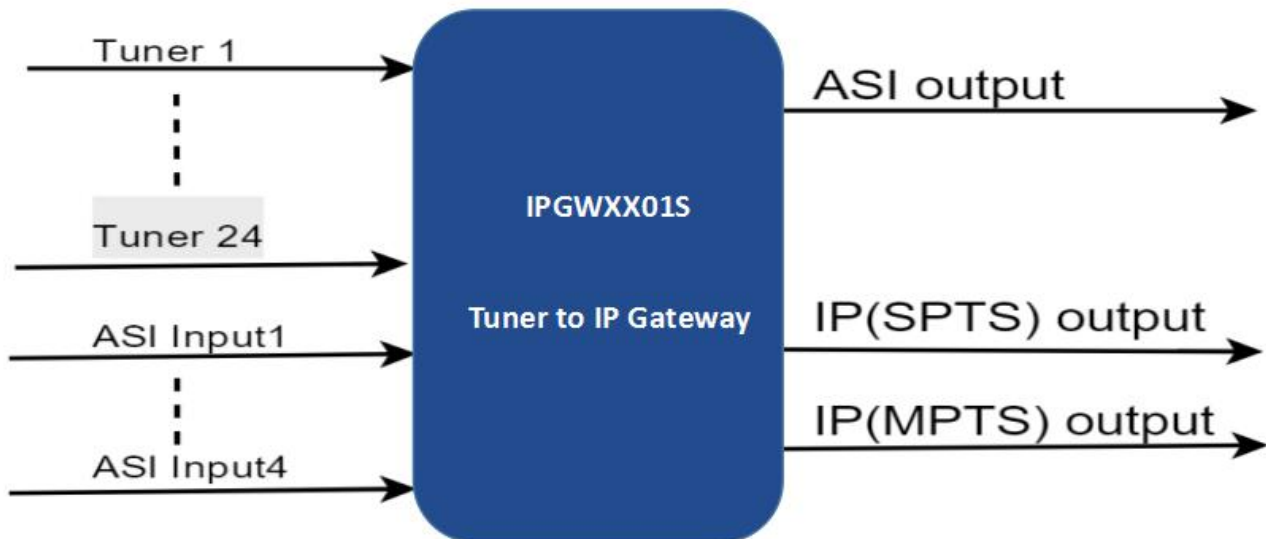 Tuner 1
Tuner 24
ASI Input1
ASI Input4
IPGWXX01S
Tuner to IP Gateway
ASI output
IP(SPTS) output
IP(MPTS) output